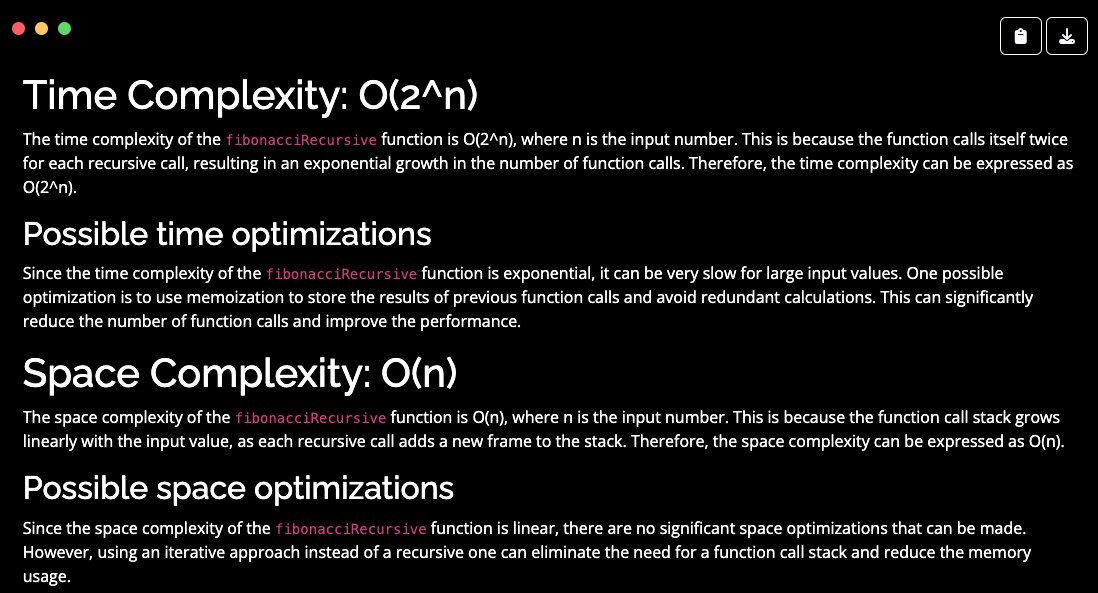 Time Complexity: O(2^n)
The time complexity of the fibonacciRecursive function is O(2^n), where n is the input number. This is because the function calls itself twice
for each recursive call, resulting in an exponential growth in the number of function calls. Therefore, the time complexity can be expressed as
O(2^n).
Possible time optimizations
Since the time complexity of the fibonacciRecursive function is exponential, it can be very slow for large input values. One possible
optimization is to use memoization to store the results of previous function calls and avoid redundant calculations. This can significantly
reduce the number of function calls and improve the performance.
Space Complexity: O(n)
The space complexity of the fibonacciRecursive function is O(n), where n is the input number. This is because the function call stack grows
linearly with the input value, as each recursive call adds a new frame to the stack. Therefore, the space complexity can be expressed as O(n).
Possible space optimizations
Since the space complexity of the fibonacciRecursive function is linear, there are no significant space optimizations that can be made.
However, using an iterative approach instead of a recursive one can eliminate the need for a function call stack and reduce the memory
usage.